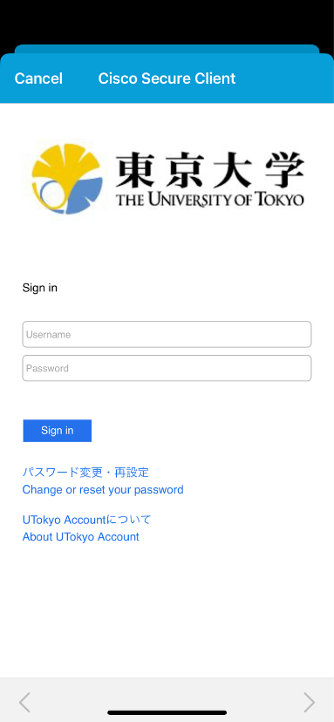 Cancel
Cisco Secure Client
東京大学
THE UNIVERSITY OF TOKYO
Sign in
Username
Password
Sign in
パスワード変更・再設定
Change or reset your password
UTokyo Accountについて
About UTokyo Account